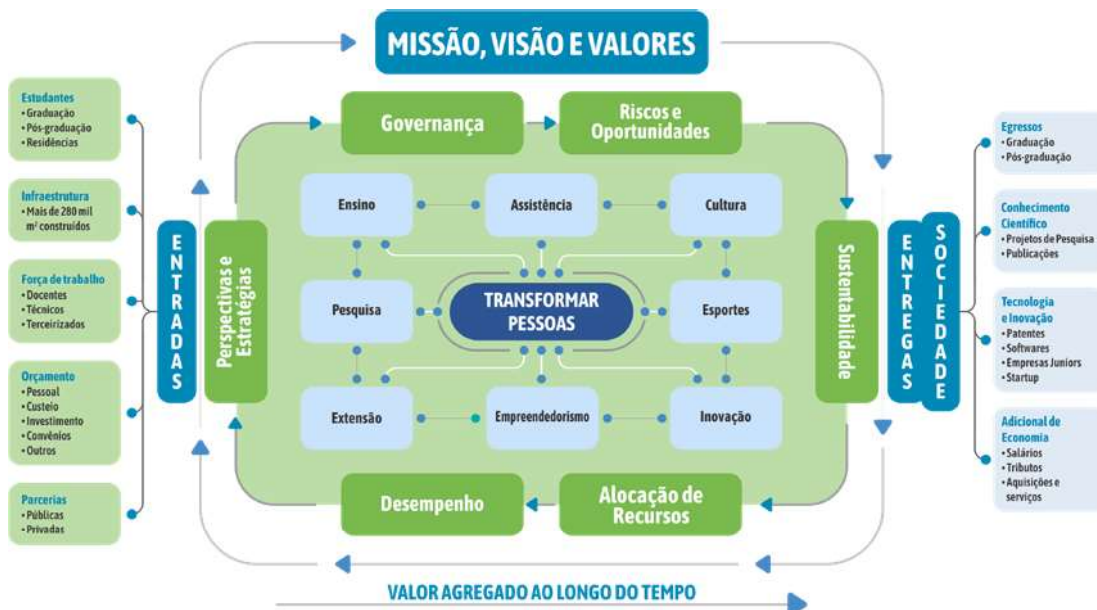 MISSÃO, VISÃO E VALORES
Estudantes
• Graduação
• Pós-graduação
• Residências
Infraestrutura
• Mais de 280 mil
m² construídos
Força de trabalho
• Docentes
• Técnicos
• Terceirizados
Orçamento
• Pessoal
• Custeio
• Investimento
• Convênios
• Outros
Parcerias
• Públicas
• Privadas
ENTRADAS
Perspectivas e
Estratégias
Governança
Riscos e
Oportunidades
Ensino
Assistência
Cultura
Pesquisa
TRANSFORMAR
PESSOAS
Esportes
Extensão
Empreendedorismo
Inovação
Desempenho
Alocação de
Recursos
Sustentabilidade
ENTREGAS
SOCIEDADE
Egressos
• Graduação
• Pós-graduação
Conhecimento
Científico
• Projetos de Pesquisa
• Publicações
Tecnologia
e Inovação
• Patentes
• Softwares
• Empresas Juniors
• Startup
Adicional de
Economia
• Salários
• Tributos
• Aquisições e
serviços
VALOR AGREGADO AO LONGO DO TEMPO